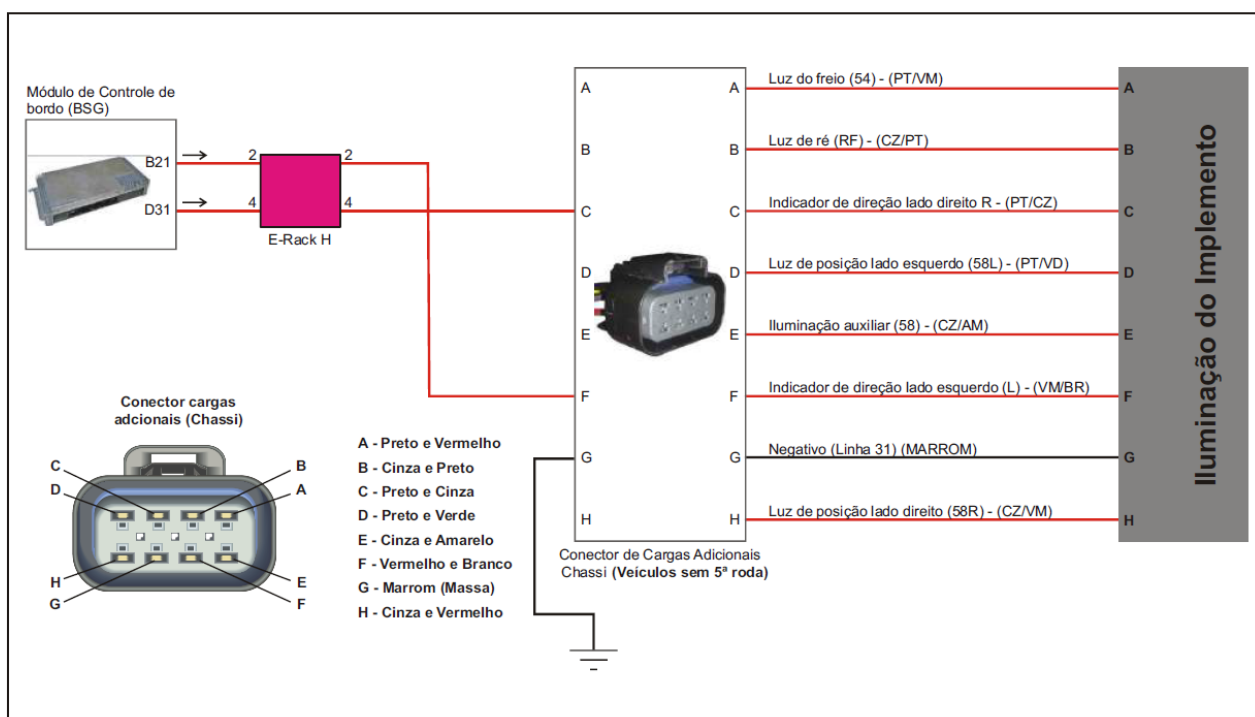 Módulo de Controle de
bordo (BSG)
B21
D31
2
4
2
4
E-Rack H
A
B
C
D
E
F
G
H
A
B
C
D
E
F
G
H
Conector de Cargas Adicionais
Chassi (Veículos sem 5ª roda)
Luz do freio (54) - (PT/VM)
Luz de ré (RF) - (CZ/PT)
Indicador de direção lado direito R - (PT/CZ)
Luz de posição lado esquerdo (58L) - (PT/VD)
Iluminação auxiliar (58) - (CZ/AM)
Indicador de direção lado esquerdo (L) - (VM/BR)
Negativo (Linha 31) (MARROM)
Luz de posição lado direito (58R) - (CZ/VM)
A
B
C
D
E
F
G
H
Iluminação do Implemento
Conector cargas
adcionais (Chassi)
C
D
B
A
H
G
E
F
A - Preto e Vermelho
B - Cinza e Preto
C - Preto e Cinza
D - Preto e Verde
E - Cinza e Amarelo
F - Vermelho e Branco
G - Marrom (Massa)
H - Cinza e Vermelho